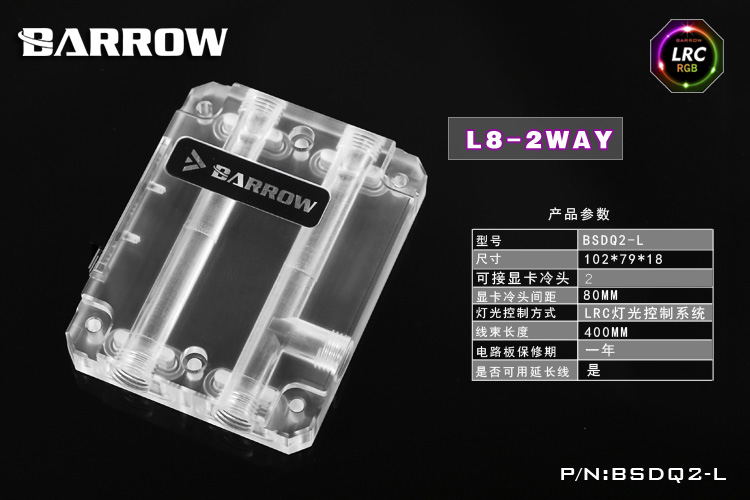 BARROW
BARROW
LRC
RGB
L8-2WAY
BARROW
产品参数
型号 BSDQ2-L
尺寸 102*79*18
可接显卡冷头 2
显卡冷头间距 80MM
灯光控制方式 LRC灯光控制系统
线束长度 400MM
电路板保修期 一年
是否可用延长线 是
P/N:BSDQ2-L